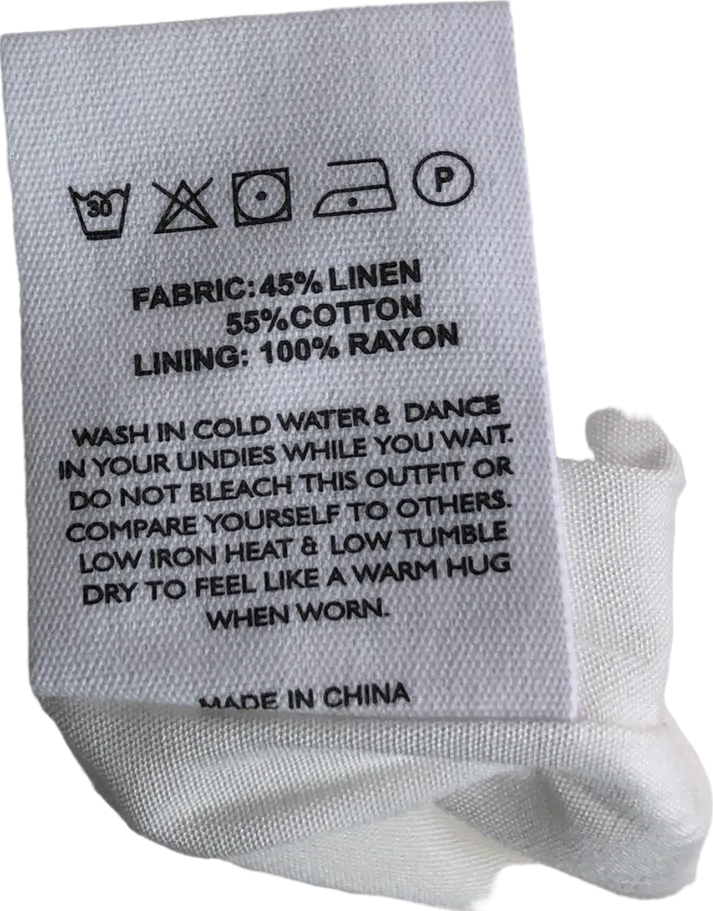 30 P
FABRIC: 45% LINEN
55%COTTON
LINING: 100% RAYON
WASH IN COLD WATER & DANCE
IN YOUR UNDIES WHILE YOU WAIT.
DO NOT BLEACH THIS OUTFIT OR
COMPARE YOURSELF TO OTHERS.
LOW IRON HEAT & LOW TUMBLE
DRY TO FEEL LIKE A WARM HUG
WHEN WORN.
MADE IN CHINA